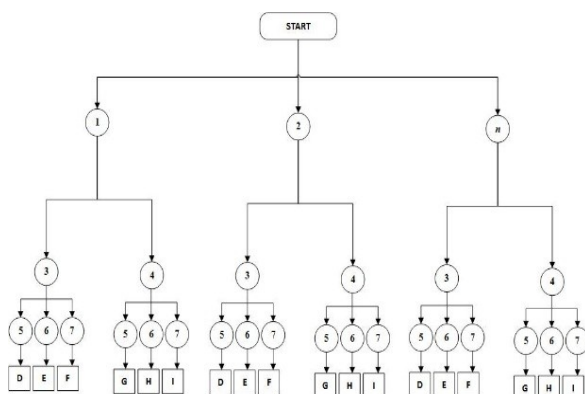 START
1 2 n
3 4 3 4 3 4
5 6 7 5 6 7 5 6 7 5 6 7 5 6 7 5 6 7
D E F G H I D E F G H I D E F G H I